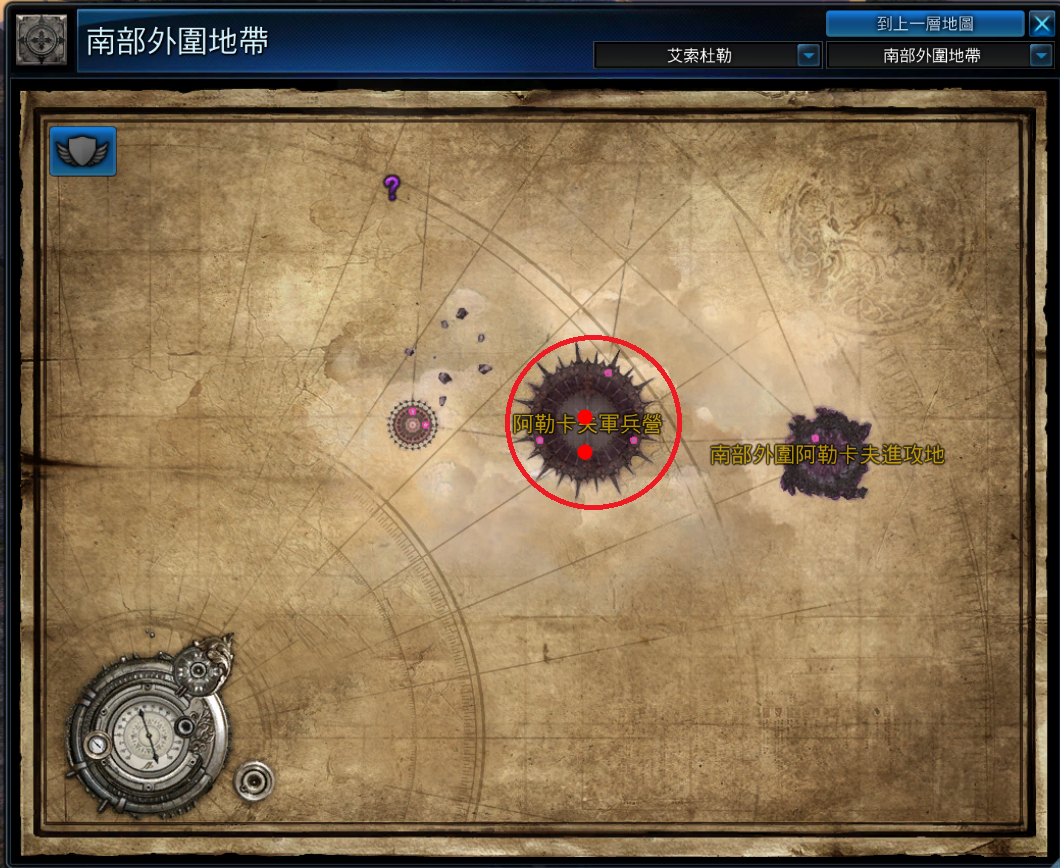 南部外圍地帶
到上一層地圖
艾索杜勒
南部外圍地帶
?
阿勒卡夫軍兵營
南部外圍阿勒卡夫進攻地